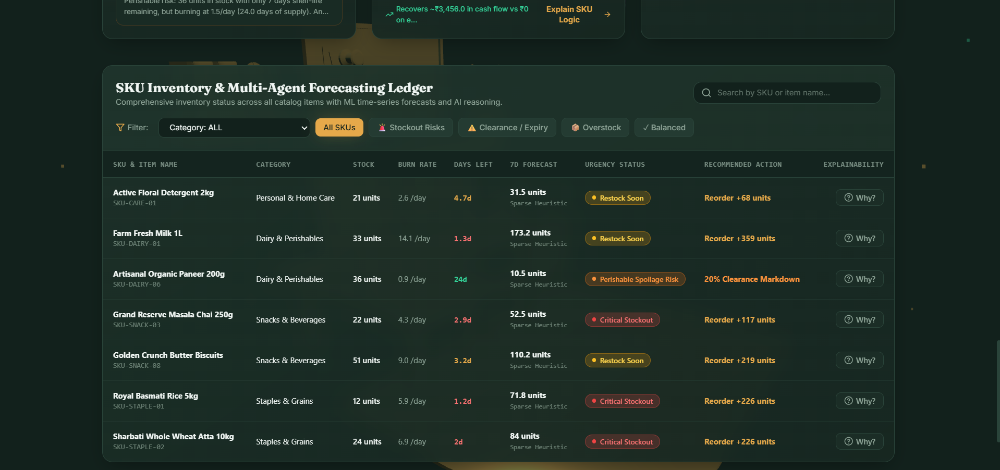 Perishable risk: 36 units in stock with only 7 days shelf-life
remaining, but burning at 1.5/day (24.0 days of supply). An...
Recovers ~₹3,456.0 in cash flow vs ₹0
on e...
Explain SKU
Logic
SKU Inventory & Multi-Agent Forecasting Ledger
Comprehensive inventory status across all catalog items with ML time-series forecasts and AI reasoning.
Search by SKU or item name...
Filter: Category: ALL All SKUs Stockout Risks Clearance / Expiry Overstock ✓ Balanced
SKU & ITEM NAME CATEGORY STOCK BURN RATE DAYS LEFT 7D FORECAST URGENCY STATUS RECOMMENDED ACTION EXPLAINABILITY
Active Floral Detergent 2kg Personal & Home Care 21 units 2.6 /day 4.7d 31.5 units Restock Soon Reorder +68 units Why?
SKU-CARE-01 Sparse Heuristic
Farm Fresh Milk 1L Dairy & Perishables 33 units 14.1 /day 1.3d 173.2 units Restock Soon Reorder +359 units Why?
SKU-DAIRY-01 Sparse Heuristic
Artisanal Organic Paneer 200g Dairy & Perishables 36 units 0.9 /day 24d 10.5 units Perishable Spoilage Risk 20% Clearance Markdown Why?
SKU-DAIRY-06 Sparse Heuristic
Grand Reserve Masala Chai 250g Snacks & Beverages 22 units 4.3 /day 2.9d 52.5 units Critical Stockout Reorder +117 units Why?
SKU-SNACK-03 Sparse Heuristic
Golden Crunch Butter Biscuits Snacks & Beverages 51 units 9.0 /day 3.2d 110.2 units Restock Soon Reorder +219 units Why?
SKU-SNACK-08 Sparse Heuristic
Royal Basmati Rice 5kg Staples & Grains 12 units 5.9 /day 1.2d 71.8 units Critical Stockout Reorder +226 units Why?
SKU-STAPLE-01 Sparse Heuristic
Sharbati Whole Wheat Atta 10kg Staples & Grains 24 units 6.9 /day 2d 84 units Critical Stockout Reorder +226 units Why?
SKU-STAPLE-02 Sparse Heuristic